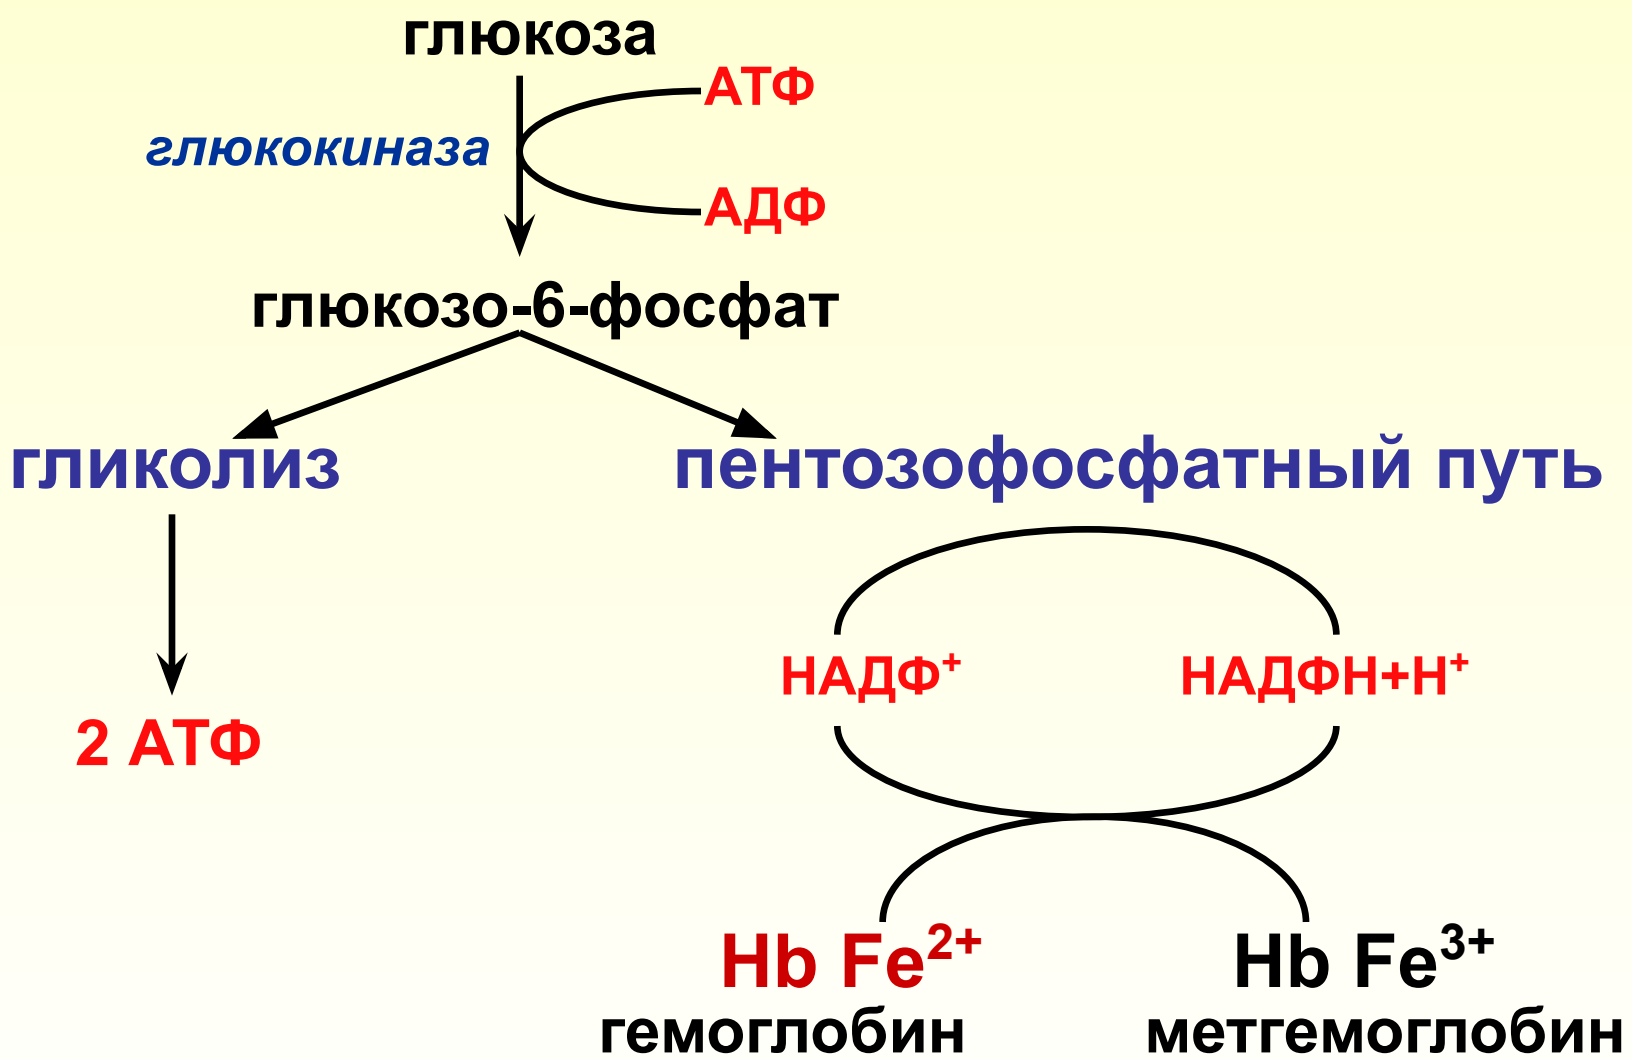 глюкоза
АТФ
глюкокиназа
АДФ
глюкозо-6-фосфат
гликолиз
пентозофосфатный путь
НАДФ⁺
НАДФН+Н⁺
2 АТФ
Hb Fe²⁺
Hb Fe³⁺
гемоглобин
метгемоглобин